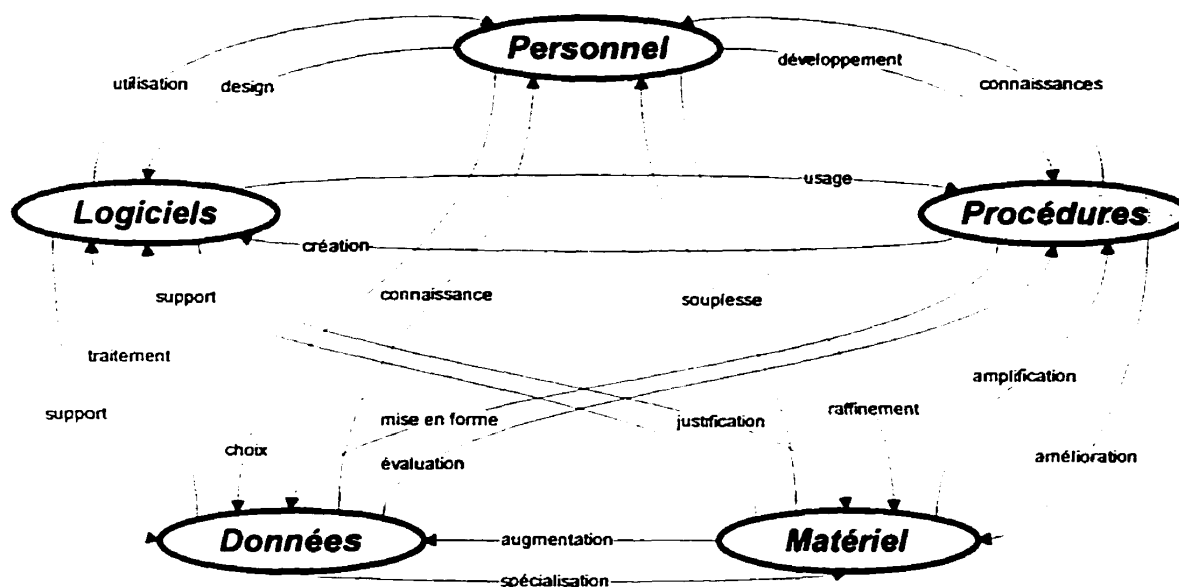 Personnel
utilisation
design
développement
connaissances
Logiciels
usage
Procédures
création
support
connaissance
souplesse
traitement
amplification
support
mise en forme
justification
raffinement
choix
évaluation
amélioration
Données
augmentation
Matériel
spécialisation